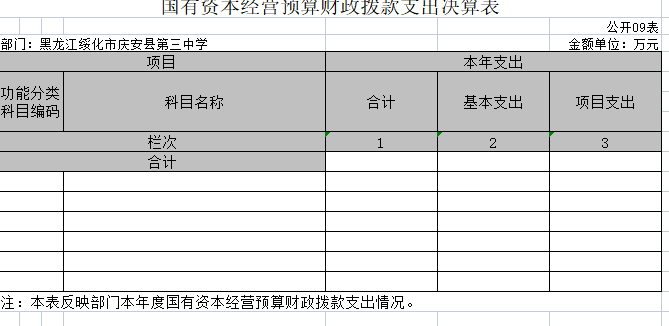 国有资本经营预算财政拨款支出决算表
公开09表
部门：黑龙江绥化市庆安县第三中学 金额单位：万元
项目 本年支出
功能分类科目编码 科目名称 合计 基本支出 项目支出
栏次 1 2 3
合计
注：本表反映部门本年度国有资本经营预算财政拨款支出情况。